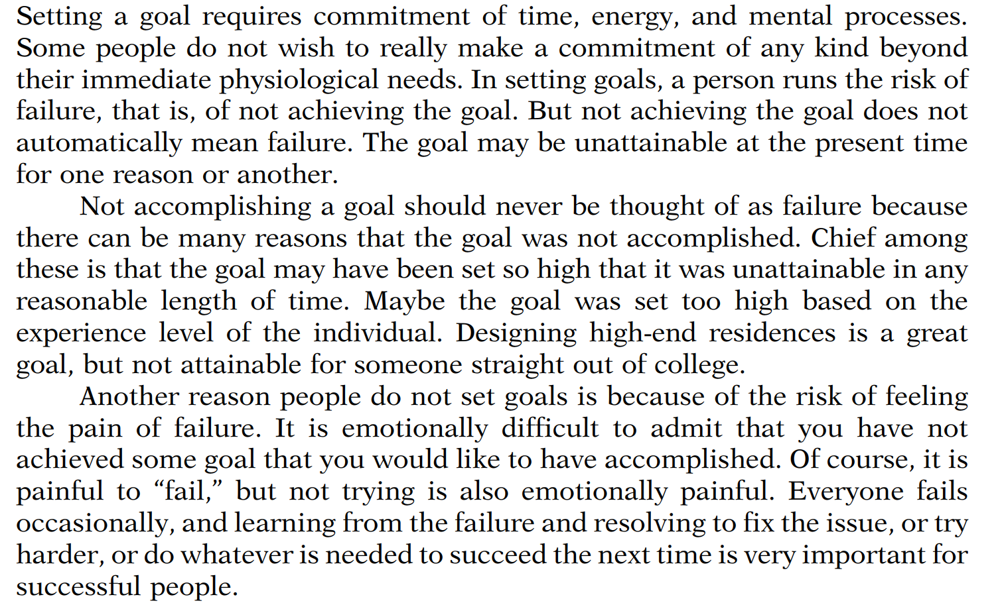 Setting a goal requires commitment of time, energy, and mental processes.
Some people do not wish to really make a commitment of any kind beyond
their immediate physiological needs. In setting goals, a person runs the risk of
failure, that is, of not achieving the goal. But not achieving the goal does not
automatically mean failure. The goal may be unattainable at the present time
for one reason or another.
Not accomplishing a goal should never be thought of as failure because
there can be many reasons that the goal was not accomplished. Chief among
these is that the goal may have been set so high that it was unattainable in any
reasonable length of time. Maybe the goal was set too high based on the
experience level of the individual. Designing high-end residences is a great
goal, but not attainable for someone straight out of college.
Another reason people do not set goals is because of the risk of feeling
the pain of failure. It is emotionally difficult to admit that you have not
achieved some goal that you would like to have accomplished. Of course, it is
painful to “fail,” but not trying is also emotionally painful. Everyone fails
occasionally, and learning from the failure and resolving to fix the issue, or try
harder, or do whatever is needed to succeed the next time is very important for
successful people.